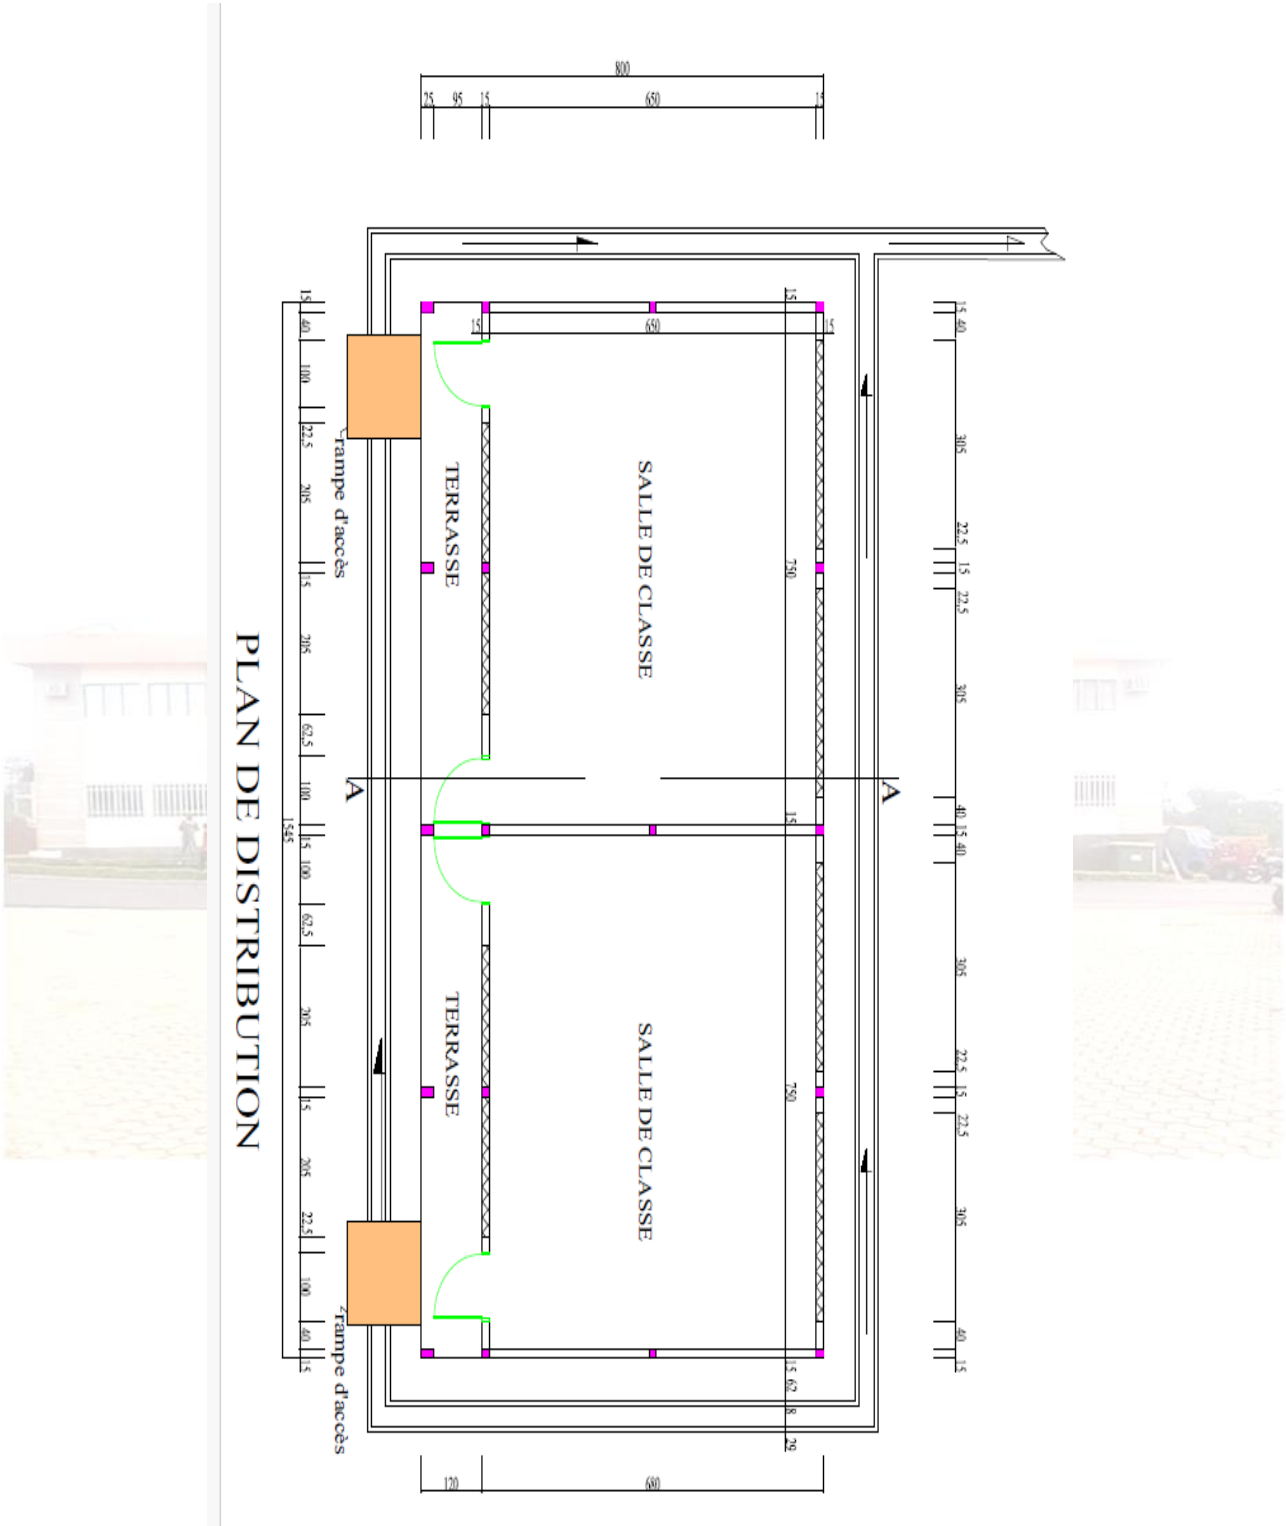 800
25 95 15 650 15
15 40 305 22,5 15 22,5 305 40 15 40 305 22,5 15 22,5 305 40 15
A
15 650 15
15 750 15 750 15 62 8 29
SALLE DE CLASSE
SALLE DE CLASSE
TERRASSE
TERRASSE
A
rampe d'accès
rampe d'accès
15 40 100 22,5 205 15 205 62,5 100 15 100 62,5 205 15 205 22,5 100 40 15
1545
PLAN DE DISTRIBUTION
120 680